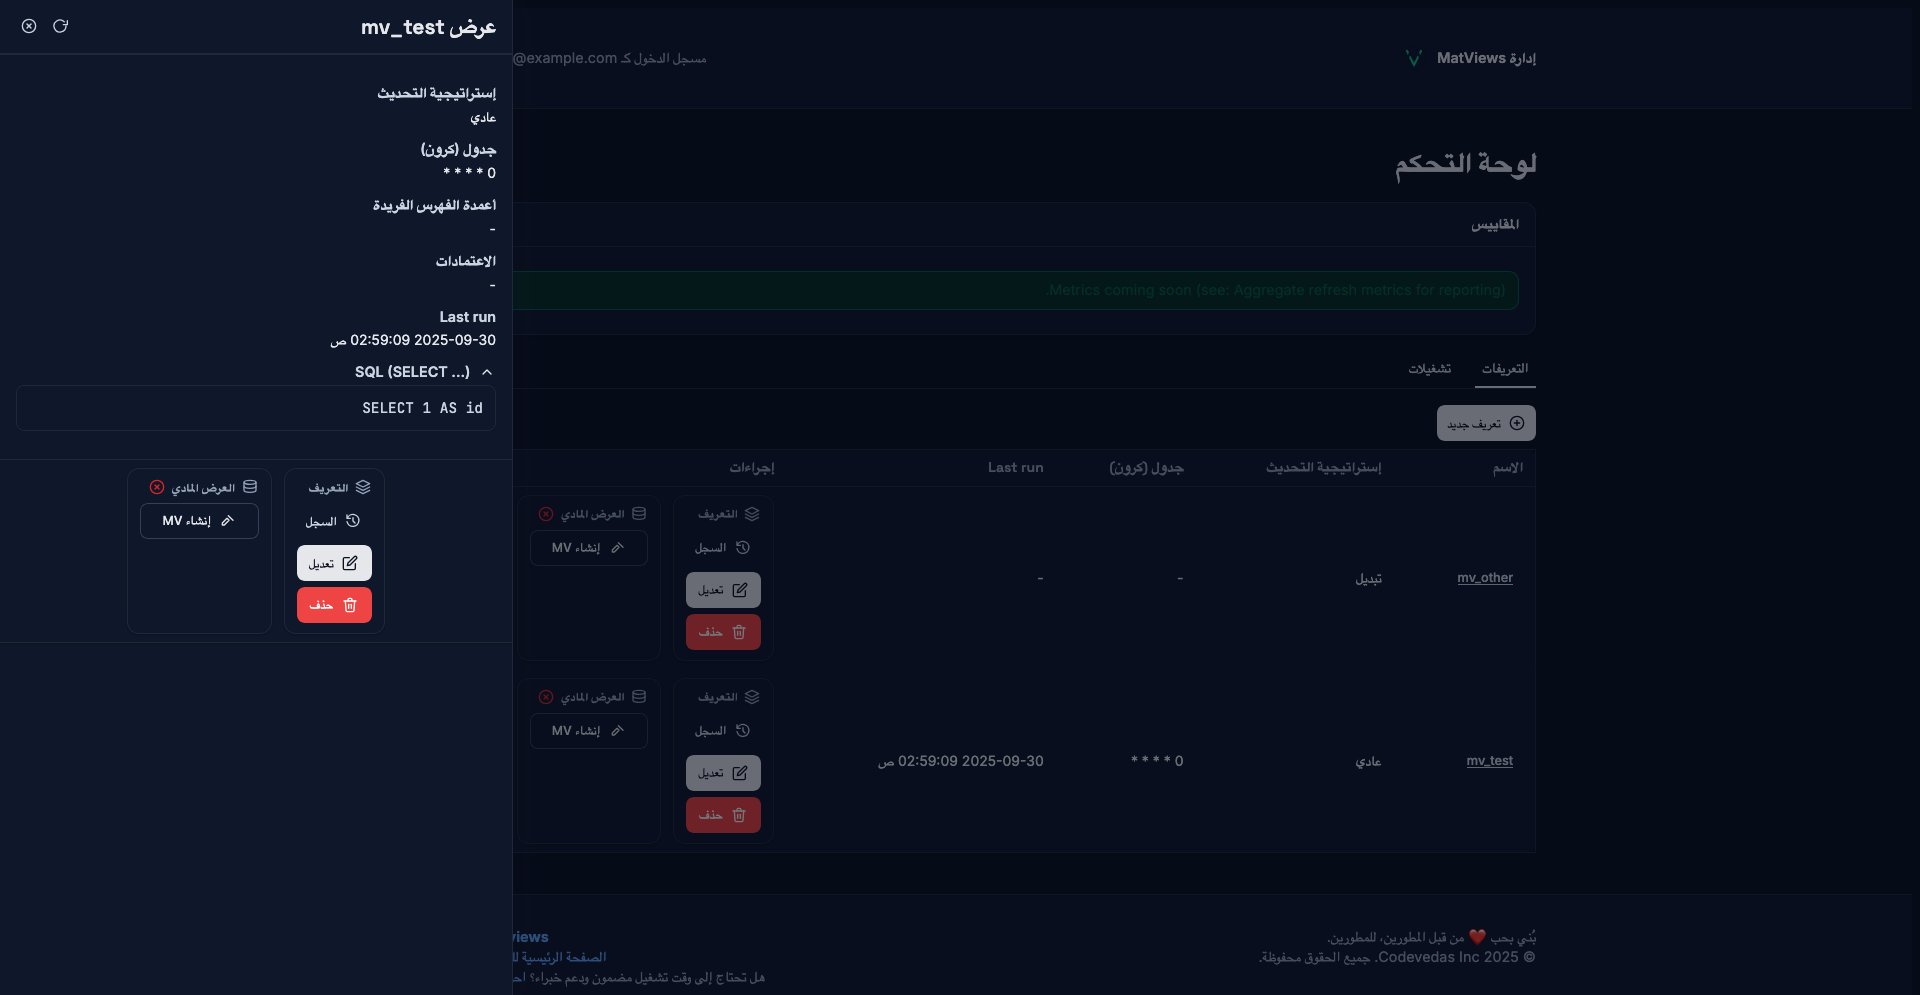 عرض mv_test
إستراتيجية التحديث
عادي
جدول (كرون)
0 * * * *
أعمدة الفهرس الفريدة
-
الاعتمادات
-
Last run
2025-09-30 02:59:09 ص
SQL (SELECT ...)
SELECT 1 AS id
التعريف
السجل
تعديل
حذف
العرض المادي
إنشاء MV
إدارة MatViews
مسجل الدخول كـ @example.com
لوحة التحكم
المقاييس
Metrics coming soon (see: Aggregate refresh metrics for reporting).
التعريفات
تشغيلات
تعريف جديد
الاسم إستراتيجية التحديث جدول (كرون) Last run إجراءات
mv_other تبديل - -
التعريف
السجل
تعديل
حذف
العرض المادي
إنشاء MV
mv_test عادي 0 * * * * 2025-09-30 02:59:09 ص
التعريف
السجل
تعديل
حذف
العرض المادي
إنشاء MV
بُني بحب ❤️ من قبل المطورين، للمطورين.
© 2025 Codevedas Inc. جميع الحقوق محفوظة.
views
الصفحة الرئيسية
هل تحتاج إلى وقت تشغيل مضمون ودعم خبراء؟